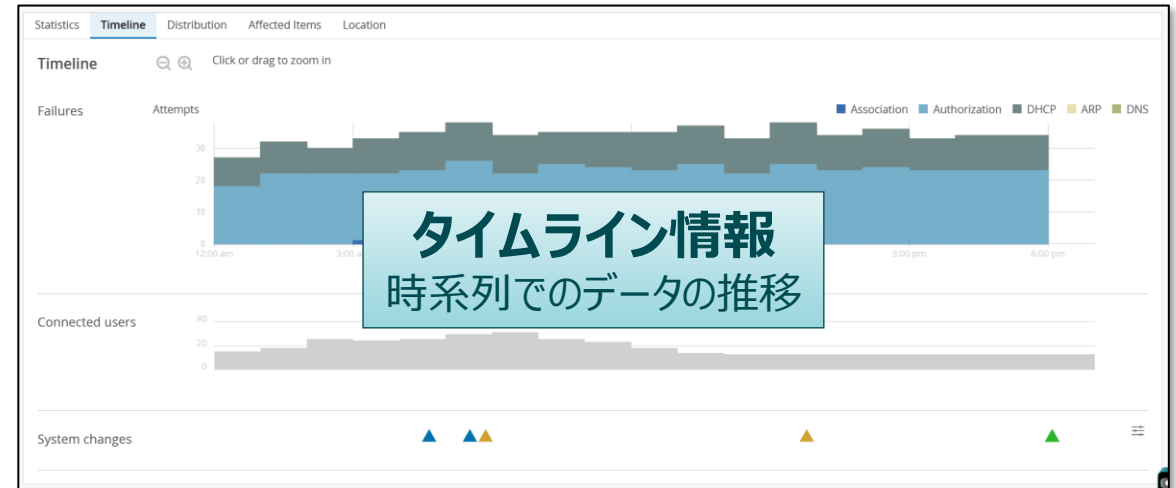 Statistics Timeline Distribution Affected Items Location
Timeline Click or drag to zoom in
Failures Attempts Association Authorization DHCP ARP DNS
30
20
10
0
12:00 am 3:00 a 3:00 pm 6:00 pm
タイムライン情報
時系列でのデータの推移
Connected users
40
20
0
System changes